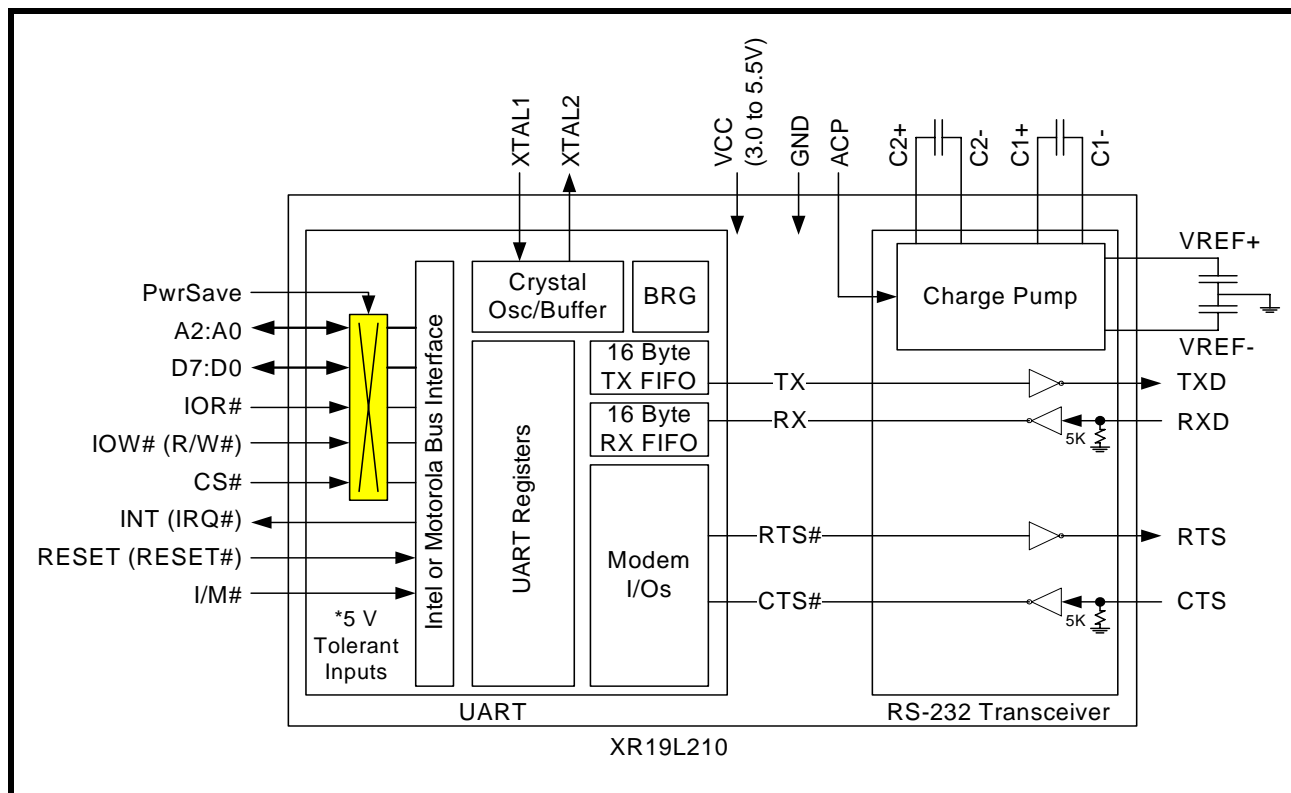 XTAL1
XTAL2
VCC
(3.0 to 5.5V)
GND
ACP
C2+
C2-
C1+
C1-
VREF+
VREF-
PwrSave
A2:A0
D7:D0
IOR#
IOW# (R/W#)
CS#
INT (IRQ#)
RESET (RESET#)
I/M#
*5 V
Tolerant
Inputs
Intel or Motorola Bus Interface
Crystal
Osc/Buffer
BRG
UART Registers
16 Byte
TX FIFO
16 Byte
RX FIFO
Modem
I/Os
Charge Pump
TX
TXD
RX
5K
RXD
RTS#
RTS
CTS#
5K
CTS
UART
RS-232 Transceiver
XR19L210